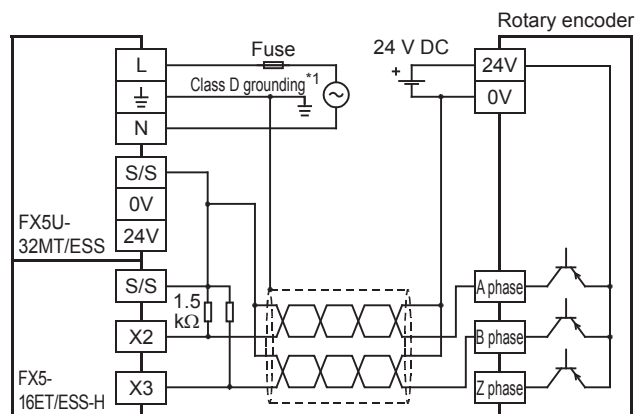 Rotary encoder
Fuse
24 V DC
L
Class D grounding*1
+
24V
0V
N
S/S
0V
24V
FX5U-
32MT/ESS
S/S
1.5
kΩ
X2
X3
FX5-
16ET/ESS-H
A phase
B phase
Z phase